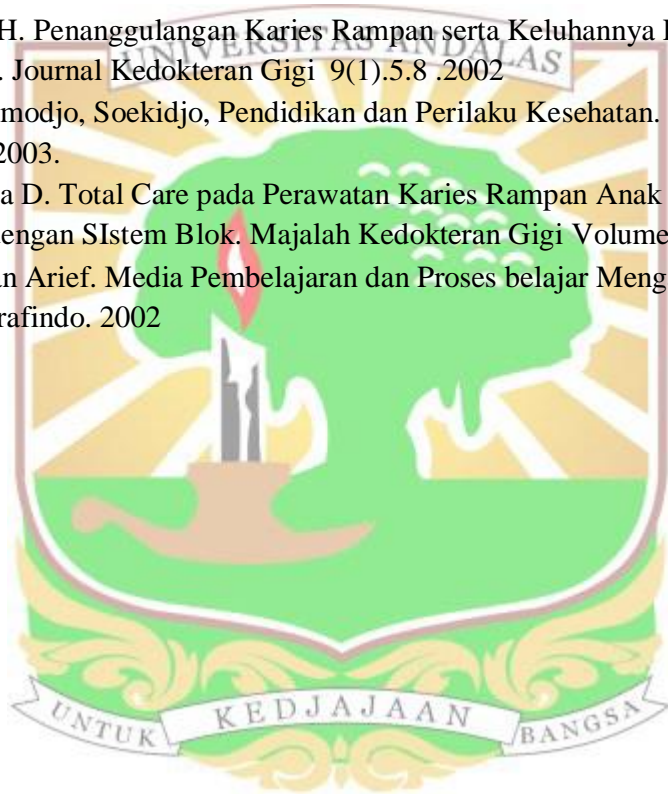 H. Penanggulangan Karies Rampan serta Keluhannya
. Journal Kedokteran Gigi 9(1).5.8 .2002
modjo, Soekidjo, Pendidikan dan Perilaku Kesehatan.
2003.
a D. Total Care pada Perawatan Karies Rampan Anak
dengan SIstem Blok. Majalah Kedokteran Gigi Volume
an Arief. Media Pembelajaran dan Proses belajar Meng
rafindo. 2002
UNIVERSITAS ANDALAS
UNTUK KEDJAJAAN BANGSA